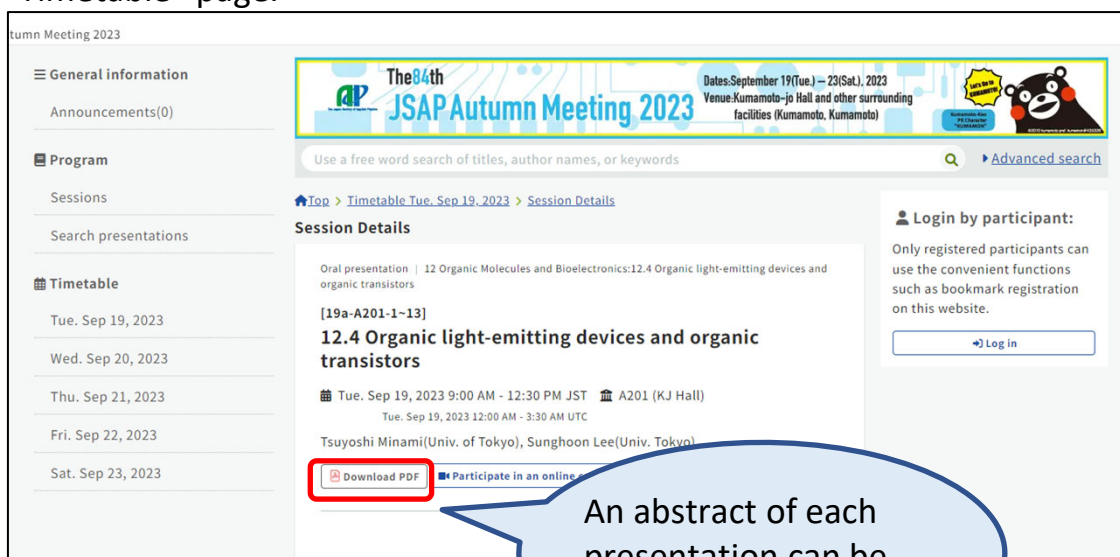 "Timetable" page.
tumn Meeting 2023
General information
Announcements(0)
Program
Sessions
Search presentations
Timetable
Tue. Sep 19, 2023
Wed. Sep 20, 2023
Thu. Sep 21, 2023
Fri. Sep 22, 2023
Sat. Sep 23, 2023
The84th
JSAP Autumn Meeting 2023
Dates:September 19(Tue.) – 23(Sat.), 2023
Venue:Kumamoto-jo Hall and other surrounding
facilities (Kumamoto, Kumamoto)
Use a free word search of titles, author names, or keywords
Advanced search
Top > Timetable Tue. Sep 19, 2023 > Session Details
Session Details
Oral presentation | 12 Organic Molecules and Bioelectronics:12.4 Organic light-emitting devices and
organic transistors
[19a-A201-1~13]
12.4 Organic light-emitting devices and organic
transistors
Tue. Sep 19, 2023 9:00 AM - 12:30 PM JST A201 (KJ Hall)
Tue. Sep 19, 2023 12:00 AM - 3:30 AM UTC
Tsuyoshi Minami(Univ. of Tokyo), Sunghoon Lee(Univ. Tokyo)
Download PDF
Participate in an online
Login by participant:
Only registered participants can
use the convenient functions
such as bookmark registration
on this website.
Log in
An abstract of each
presentation can be